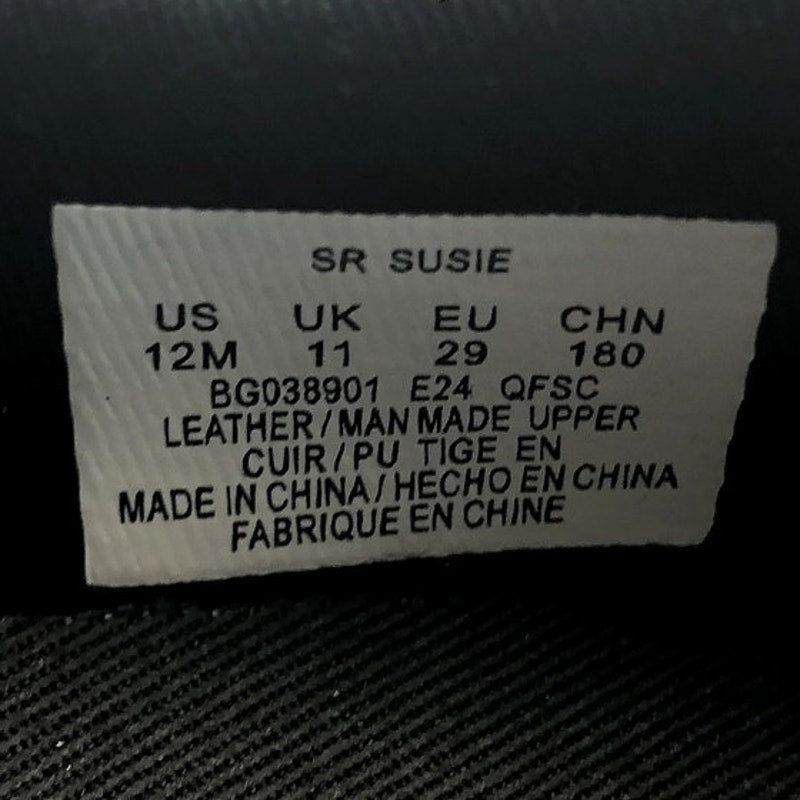 SR SUSIE
US UK EU CHN
12M 11 29 180
BG038901 E24 QFSC
LEATHER/MAN MADE UPPER
CUIR/PU TIGE EN
MADE IN CHINA/HECHO EN CHINA
FABRIQUE EN CHINE